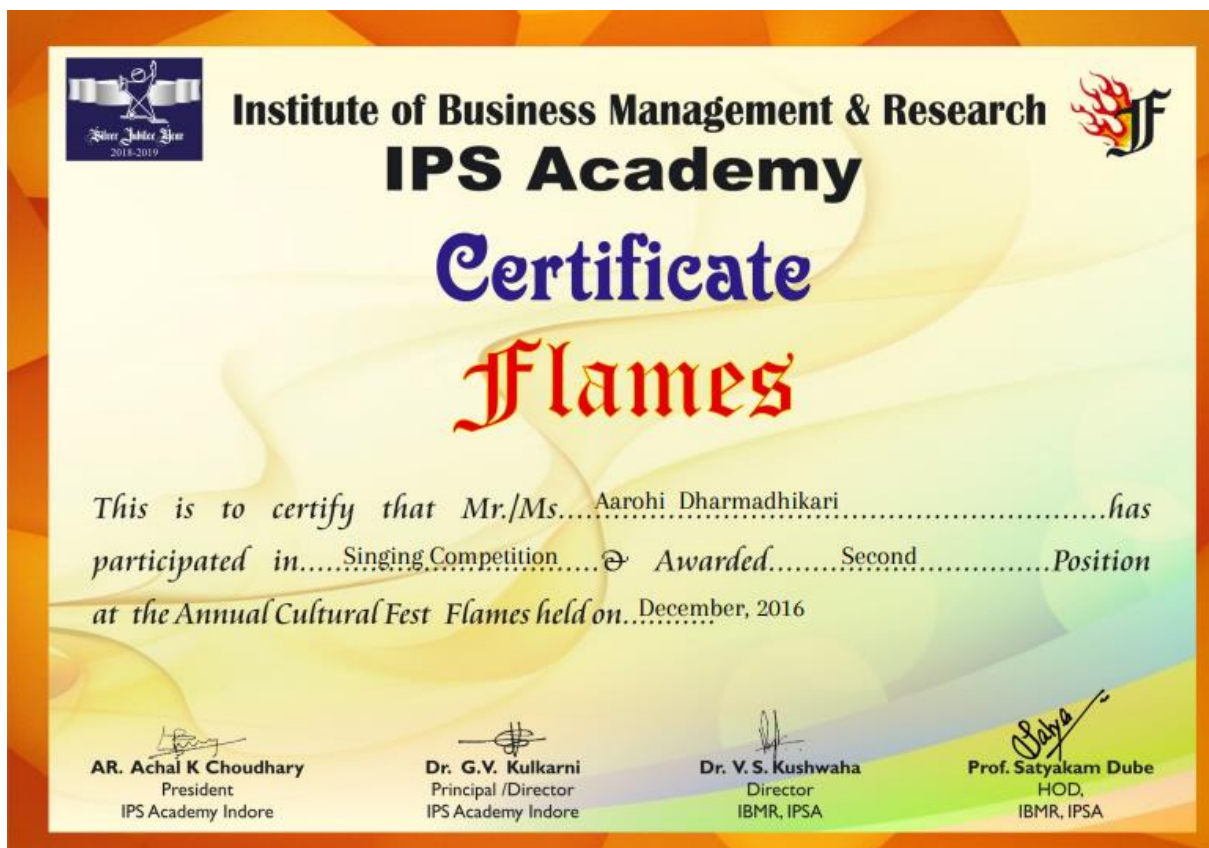 Silver Jubilee Year
2018-2019
Institute of Business Management & Research
IPS Academy
F
Certificate
Flames
This is to certify that Mr./Ms....Aarohi Dharmadhikari...............................has
participated in.....Singing Competition.....& Awarded........Second..............Position
at the Annual Cultural Fest Flames held on..December, 2016
Satya
AR. Achal K Choudhary
President
IPS Academy Indore
Dr. G.V. Kulkarni
Principal /Director
IPS Academy Indore
Dr. V. S. Kushwaha
Director
IBMR, IPSA
Prof. Satyakam Dube
HOD,
IBMR, IPSA